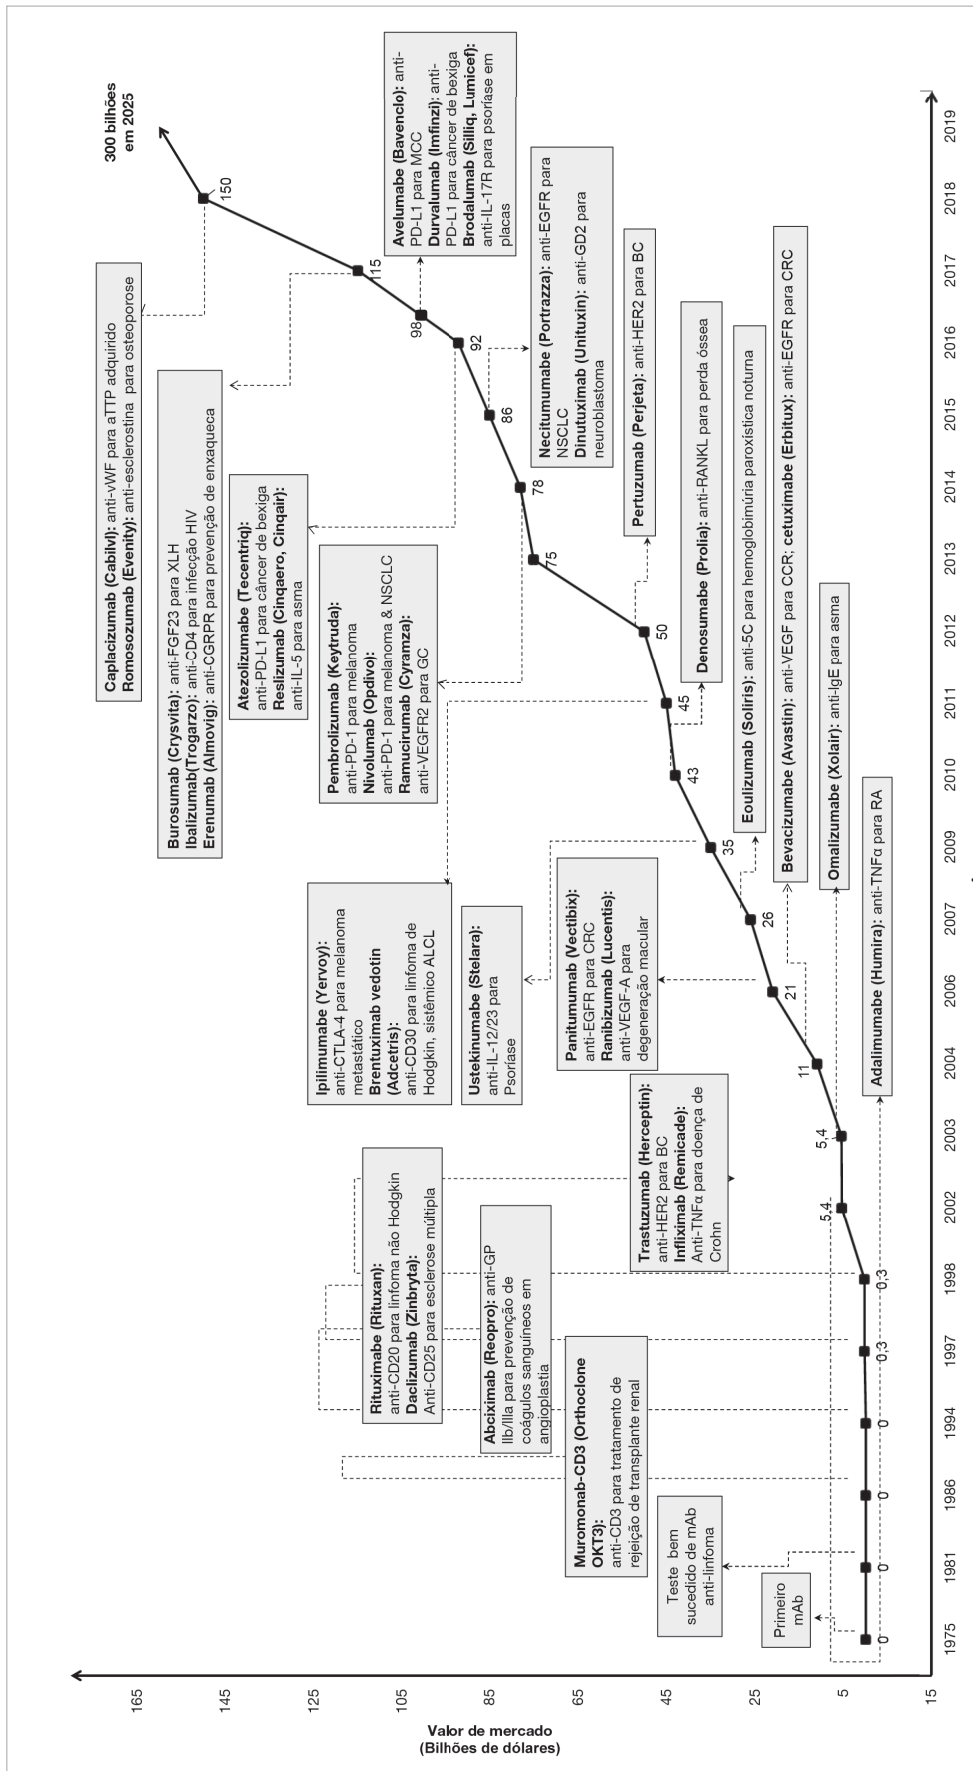 300 bilhões
em 2025
Caplacizumab (Cabilvl): anti-vWF para aTTP adquirido
Romosozumab (Evenity): anti-esclerostina para osteoporose
Burosumab (Crysvita): anti-FGF23 para XLH
Ibalizumab(Trogarzo): anti-CD4 para infecção HIV
Erenumab (Almovig): anti-CGRPR para prevenção de enxaqueca
Atezolizumabe (Tecentriq):
anti-PD-L1 para câncer de bexiga
Reslizumab (Cinqaero, Cinqair):
anti-IL-5 para asma
Pembrolizumab (Keytruda):
anti-PD-1 para melanoma
Nivolumab (Opdivo):
anti-PD-1 para melanoma & NSCLC
Ramucirumab (Cyramza):
anti-VEGFR2 para GC
Ipilimumabe (Yervoy):
anti-CTLA-4 para melanoma
metastático
Brentuximab vedotin
(Adcetris):
anti-CD30 para linfoma de
Hodgkin, sistêmico ALCL
Ustekinumabe (Stelara):
anti-IL-12/23 para
Psoríase
Panitumumab (Vectibix):
anti-EGFR para CRC
Ranibizumab (Lucentis):
anti-VEGF-A para
degeneração macular
Rituximabe (Rituxan):
anti-CD20 para linfoma não Hodgkin
Daclizumab (Zinbryta):
Anti-CD25 para esclerose múltipla
Abciximab (Reopro): anti-GP
IIb/IIIa para prevenção de
coágulos sanguíneos em
angioplastia
Muromonab-CD3 (Orthoclone
OKT3):
anti-CD3 para tratamento de
rejeição de transplante renal
Teste bem
sucedido de mAb
anti-linfoma
Primeiro
mAb
Trastuzumab (Herceptin):
anti-HER2 para BC
Infliximab (Remicade):
Anti-TNFα para doença de
Crohn
Avelumabe (Bavenclo): anti-
PD-L1 para MCC
Durvalumab (Imfinzi): anti-
PD-L1 para câncer de bexiga
Brodalumab (Silliq, Lumicef):
anti-IL-17R para psoríase em
placas
Necitumumabe (Portrazza): anti-EGFR para
NSCLC
Dinutuximab (Unituxin): anti-GD2 para
neuroblastoma
Pertuzumab (Perjeta): anti-HER2 para BC
Denosumabe (Prolia): anti-RANKL para perda óssea
Eoulizumab (Soliris): anti-5C para hemoglobimúria paroxística noturna
Bevacizumabe (Avastin): anti-VEGF para CCR; cetuximabe (Erbitux): anti-EGFR para CRC
Omalizumabe (Xolair): anti-IgE para asma
Adalimumabe (Humira): anti-TNFα para RA
0
0
0
0
0,3
0,3
5,4
5,4
11
21
26
35
43
45
50
75
78
86
92
98
115
150
Valor de mercado
(Bilhões de dólares)
165
145
125
105
85
65
45
25
5
15
1975
1981
1986
1994
1997
1998
2002
2003
2004
2006
2007
2009
2010
2011
2012
2013
2014
2015
2016
2017
2018
2019